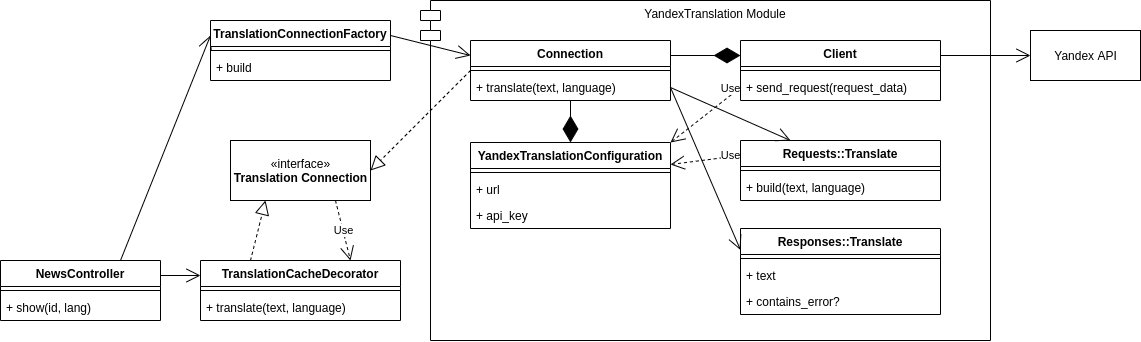 YandexTranslation Module
TranslationConnectionFactory
+ build
Connection
+ translate(text, language)
Client
+ send_request(request_data)
Yandex API
Use
«interface»
Translation Connection
YandexTranslationConfiguration
+ url
+ api_key
Use
Requests::Translate
+ build(text, language)
Use
Responses::Translate
+ text
+ contains_error?
NewsController
+ show(id, lang)
TranslationCacheDecorator
+ translate(text, language)